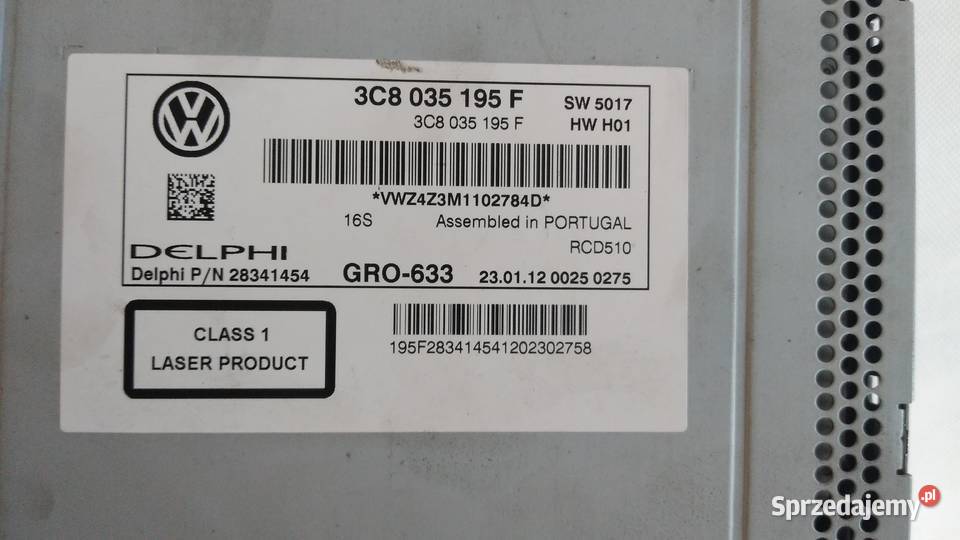 3C8 035 195 F SW 5017
3C8 035 195 F HW H01
*VWZ4Z3M1102784D*
16S Assembled in PORTUGAL
RCD510
DELPHI
Delphi P/N 28341454 GRO-633 23.01.12 0025 0275
CLASS 1
LASER PRODUCT
195F283414541202302758
Sprzedajemy.pl